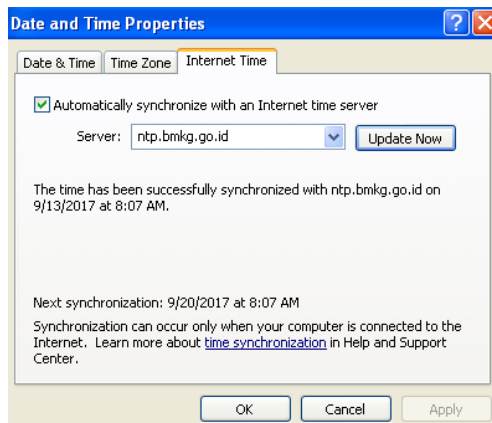 Date and Time Properties
Date & Time Time Zone Internet Time
Automatically synchronize with an Internet time server
Server: ntp.bmkg.go.id Update Now
The time has been successfully synchronized with ntp.bmkg.go.id on
9/13/2017 at 8:07 AM.
Next synchronization: 9/20/2017 at 8:07 AM
Synchronization can occur only when your computer is connected to the
Internet. Learn more about time synchronization in Help and Support
Center.
OK Cancel Apply